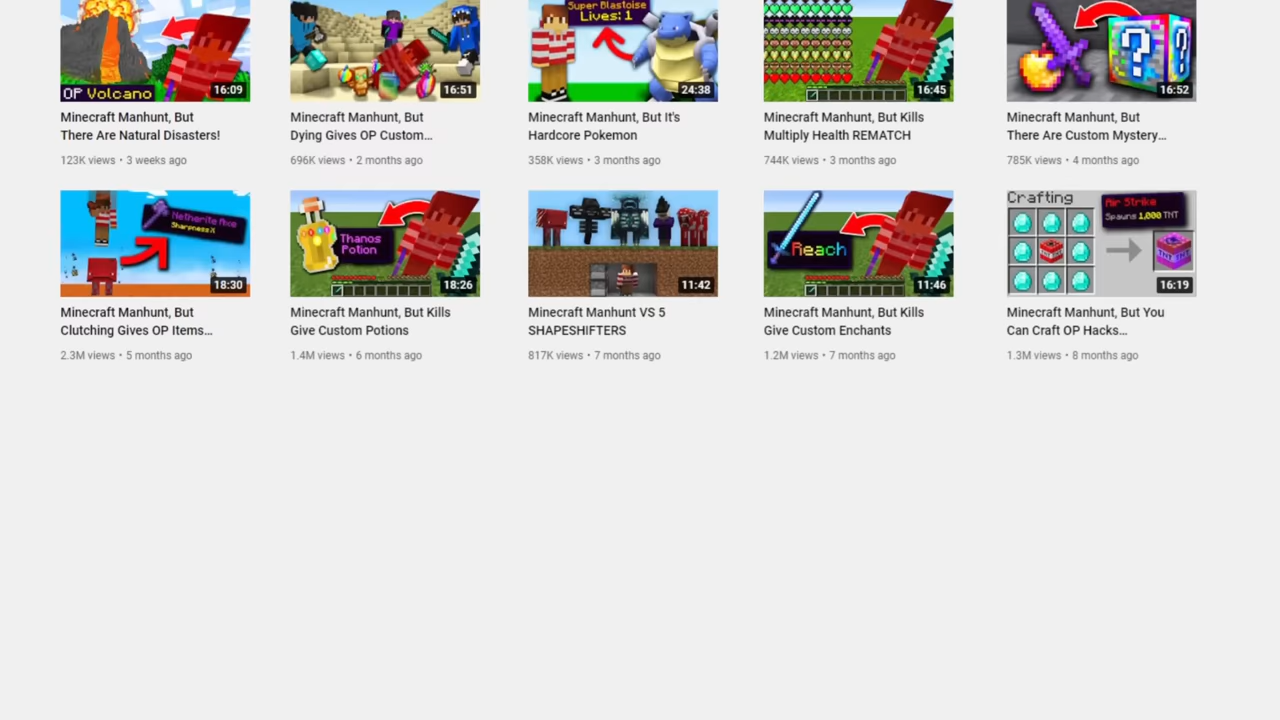 Super Blastoise
Lives: 1
OP Volcano
16:09
16:51
24:38
16:45
16:52
Minecraft Manhunt, But
There Are Natural Disasters!
123K views • 3 weeks ago
Minecraft Manhunt, But
Dying Gives OP Custom...
696K views • 2 months ago
Minecraft Manhunt, But It's
Hardcore Pokemon
358K views • 3 months ago
Minecraft Manhunt, But Kills
Multiply Health REMATCH
744K views • 3 months ago
Minecraft Manhunt, But
There Are Custom Mystery...
785K views • 4 months ago
Netherite Axe
Sharpness X
18:30
Thanos
Potion
18:26
11:42
Reach
11:46
Crafting
Air Strike
Spawns 1,000 TNT
16:19
Minecraft Manhunt, But
Clutching Gives OP Items...
2.3M views • 5 months ago
Minecraft Manhunt, But Kills
Give Custom Potions
1.4M views • 6 months ago
Minecraft Manhunt VS 5
SHAPESHIFTERS
817K views • 7 months ago
Minecraft Manhunt, But Kills
Give Custom Enchants
1.2M views • 7 months ago
Minecraft Manhunt, But You
Can Craft OP Hacks...
1.3M views • 8 months ago